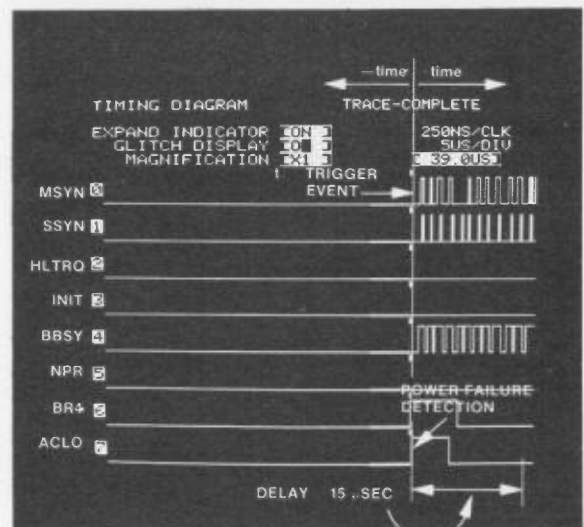 —time time
TIMING DIAGRAM TRACE-COMPLETE
EXPAND INDICATOR [ON ] 250NS/CLK
GLITCH DISPLAY 5US/DIV
MAGNIFICATION [X1 ] [ 39.0US]
TRIGGER
EVENT
MSYN 0
SSYN 1
HLTRQ 2
INIT 3
BBSY 4
NPR 5
POWER FAILURE
BR4 6 DETECTION
ACLO
DELAY 15 SEC